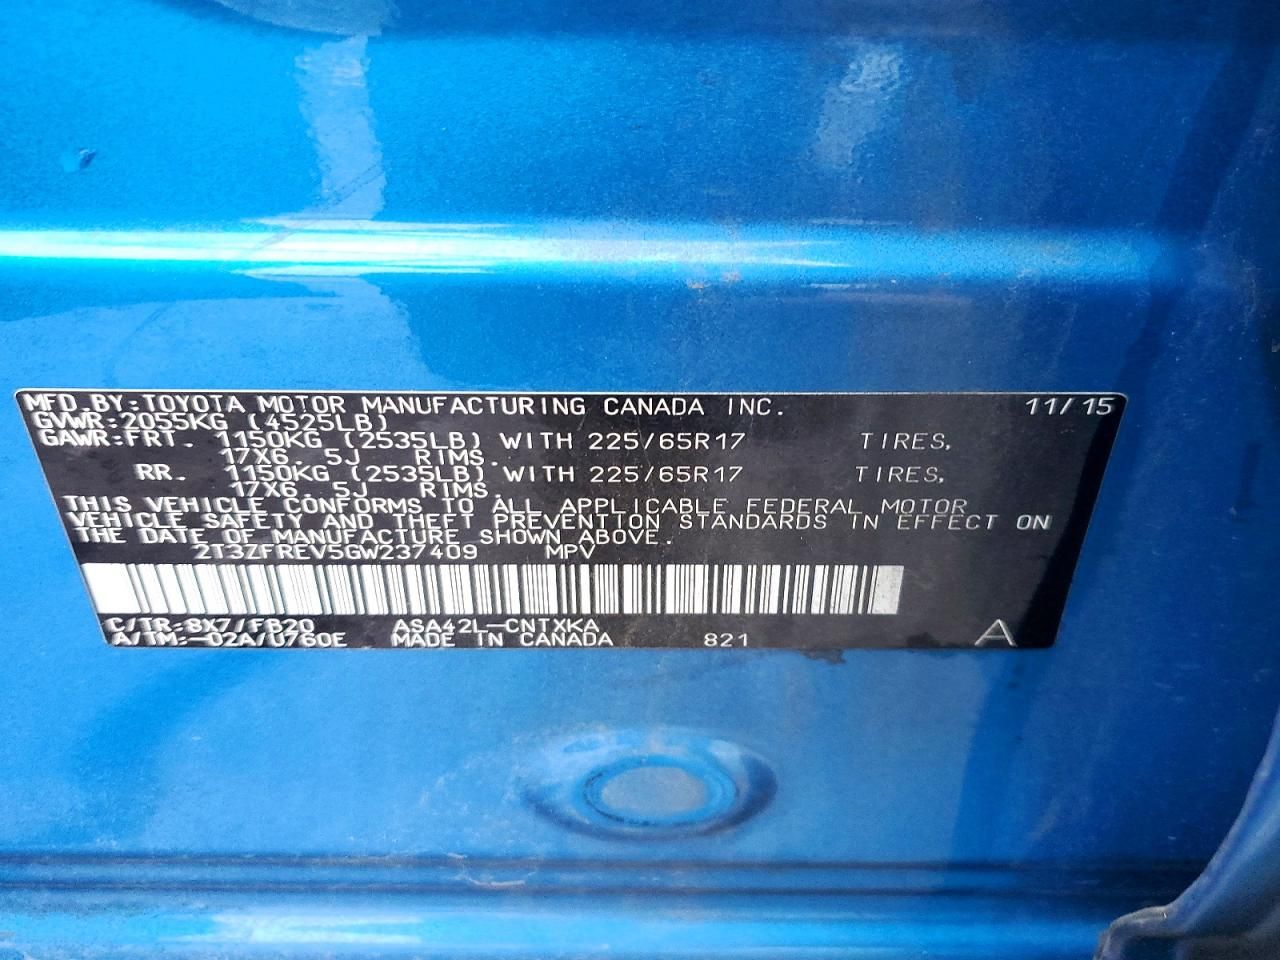 MFD. BY: TOYOTA MOTOR MANUFACTURING CANADA INC. 11/15
GVWR: 2055KG (4525LB)
GAWR: FRT. 1150KG (2535LB) WITH 225/65R17 TIRES,
17X6. 5J RIMS.
RR. 1150KG (2535LB) WITH 225/65R17 TIRES,
17X6. 5J RIMS.
THIS VEHICLE CONFORMS TO ALL APPLICABLE FEDERAL MOTOR
VEHICLE SAFETY AND THEFT PREVENTION STANDARDS IN EFFECT ON
THE DATE OF MANUFACTURE SHOWN ABOVE.
2T3ZFREV5GW237409 MPV
C/TR: 8X7/FB20 ASA42L-CNTXKA
A/TM: -02A/U760E MADE IN CANADA 821 A